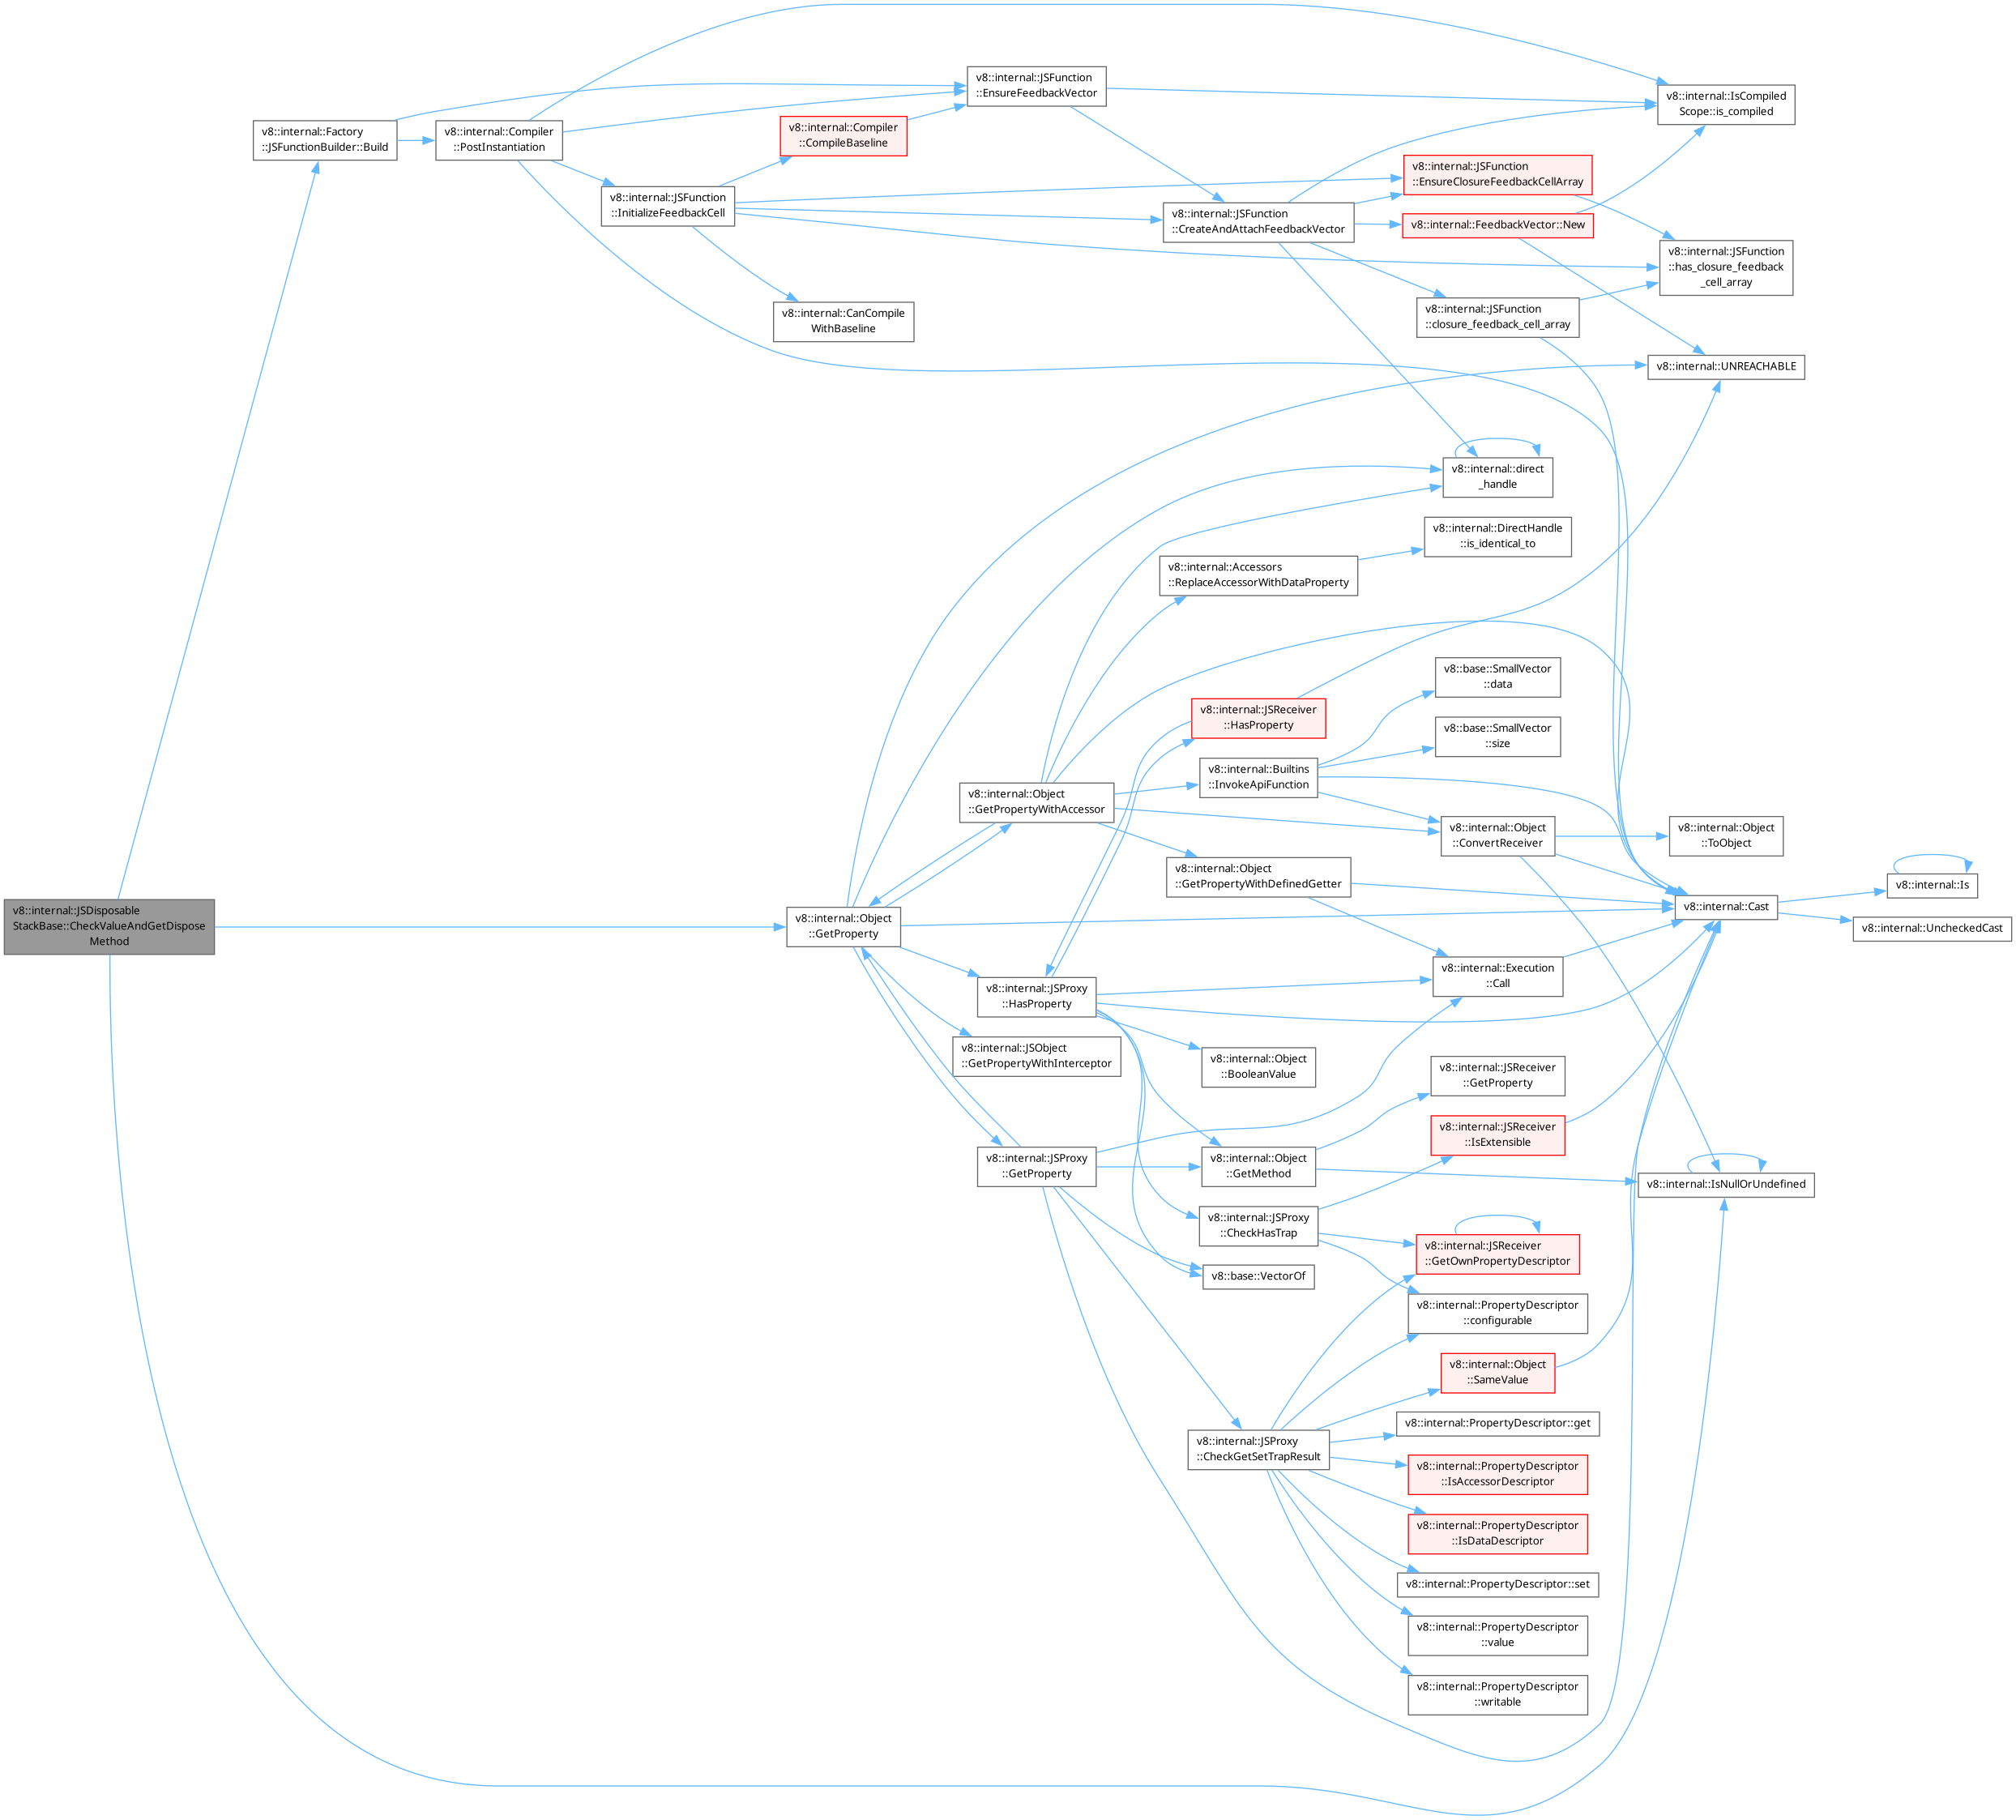 v8::internal::JSDisposable
StackBase::CheckValueAndGetDispose
Method
v8::internal::Factory
::JSFunctionBuilder::Build
v8::internal::Compiler
::PostInstantiation
v8::internal::JSFunction
::InitializeFeedbackCell
v8::internal::Compiler
::CompileBaseline
v8::internal::CanCompile
WithBaseline
v8::internal::JSFunction
::EnsureFeedbackVector
v8::internal::JSFunction
::CreateAndAttachFeedbackVector
v8::internal::IsCompiled
Scope::is_compiled
v8::internal::JSFunction
::EnsureClosureFeedbackCellArray
v8::internal::FeedbackVector::New
v8::internal::JSFunction
::has_closure_feedback
_cell_array
v8::internal::JSFunction
::closure_feedback_cell_array
v8::internal::UNREACHABLE
v8::internal::direct
_handle
v8::internal::DirectHandle
::is_identical_to
v8::internal::Accessors
::ReplaceAccessorWithDataProperty
v8::internal::JSReceiver
::HasProperty
v8::base::SmallVector
::data
v8::base::SmallVector
::size
v8::internal::Builtins
::InvokeApiFunction
v8::internal::Object
::GetPropertyWithAccessor
v8::internal::Object
::ConvertReceiver
v8::internal::Object
::ToObject
v8::internal::Object
::GetPropertyWithDefinedGetter
v8::internal::Object
::GetProperty
v8::internal::Cast
v8::internal::Is
v8::internal::UncheckedCast
v8::internal::Execution
::Call
v8::internal::JSProxy
::HasProperty
v8::internal::JSObject
::GetPropertyWithInterceptor
v8::internal::Object
::BooleanValue
v8::internal::JSReceiver
::GetProperty
v8::internal::JSReceiver
::IsExtensible
v8::internal::JSProxy
::GetProperty
v8::internal::Object
::GetMethod
v8::internal::IsNullOrUndefined
v8::internal::JSProxy
::CheckHasTrap
v8::internal::JSReceiver
::GetOwnPropertyDescriptor
v8::base::VectorOf
v8::internal::PropertyDescriptor
::configurable
v8::internal::Object
::SameValue
v8::internal::PropertyDescriptor::get
v8::internal::JSProxy
::CheckGetSetTrapResult
v8::internal::PropertyDescriptor
::IsAccessorDescriptor
v8::internal::PropertyDescriptor
::IsDataDescriptor
v8::internal::PropertyDescriptor::set
v8::internal::PropertyDescriptor
::value
v8::internal::PropertyDescriptor
::writable